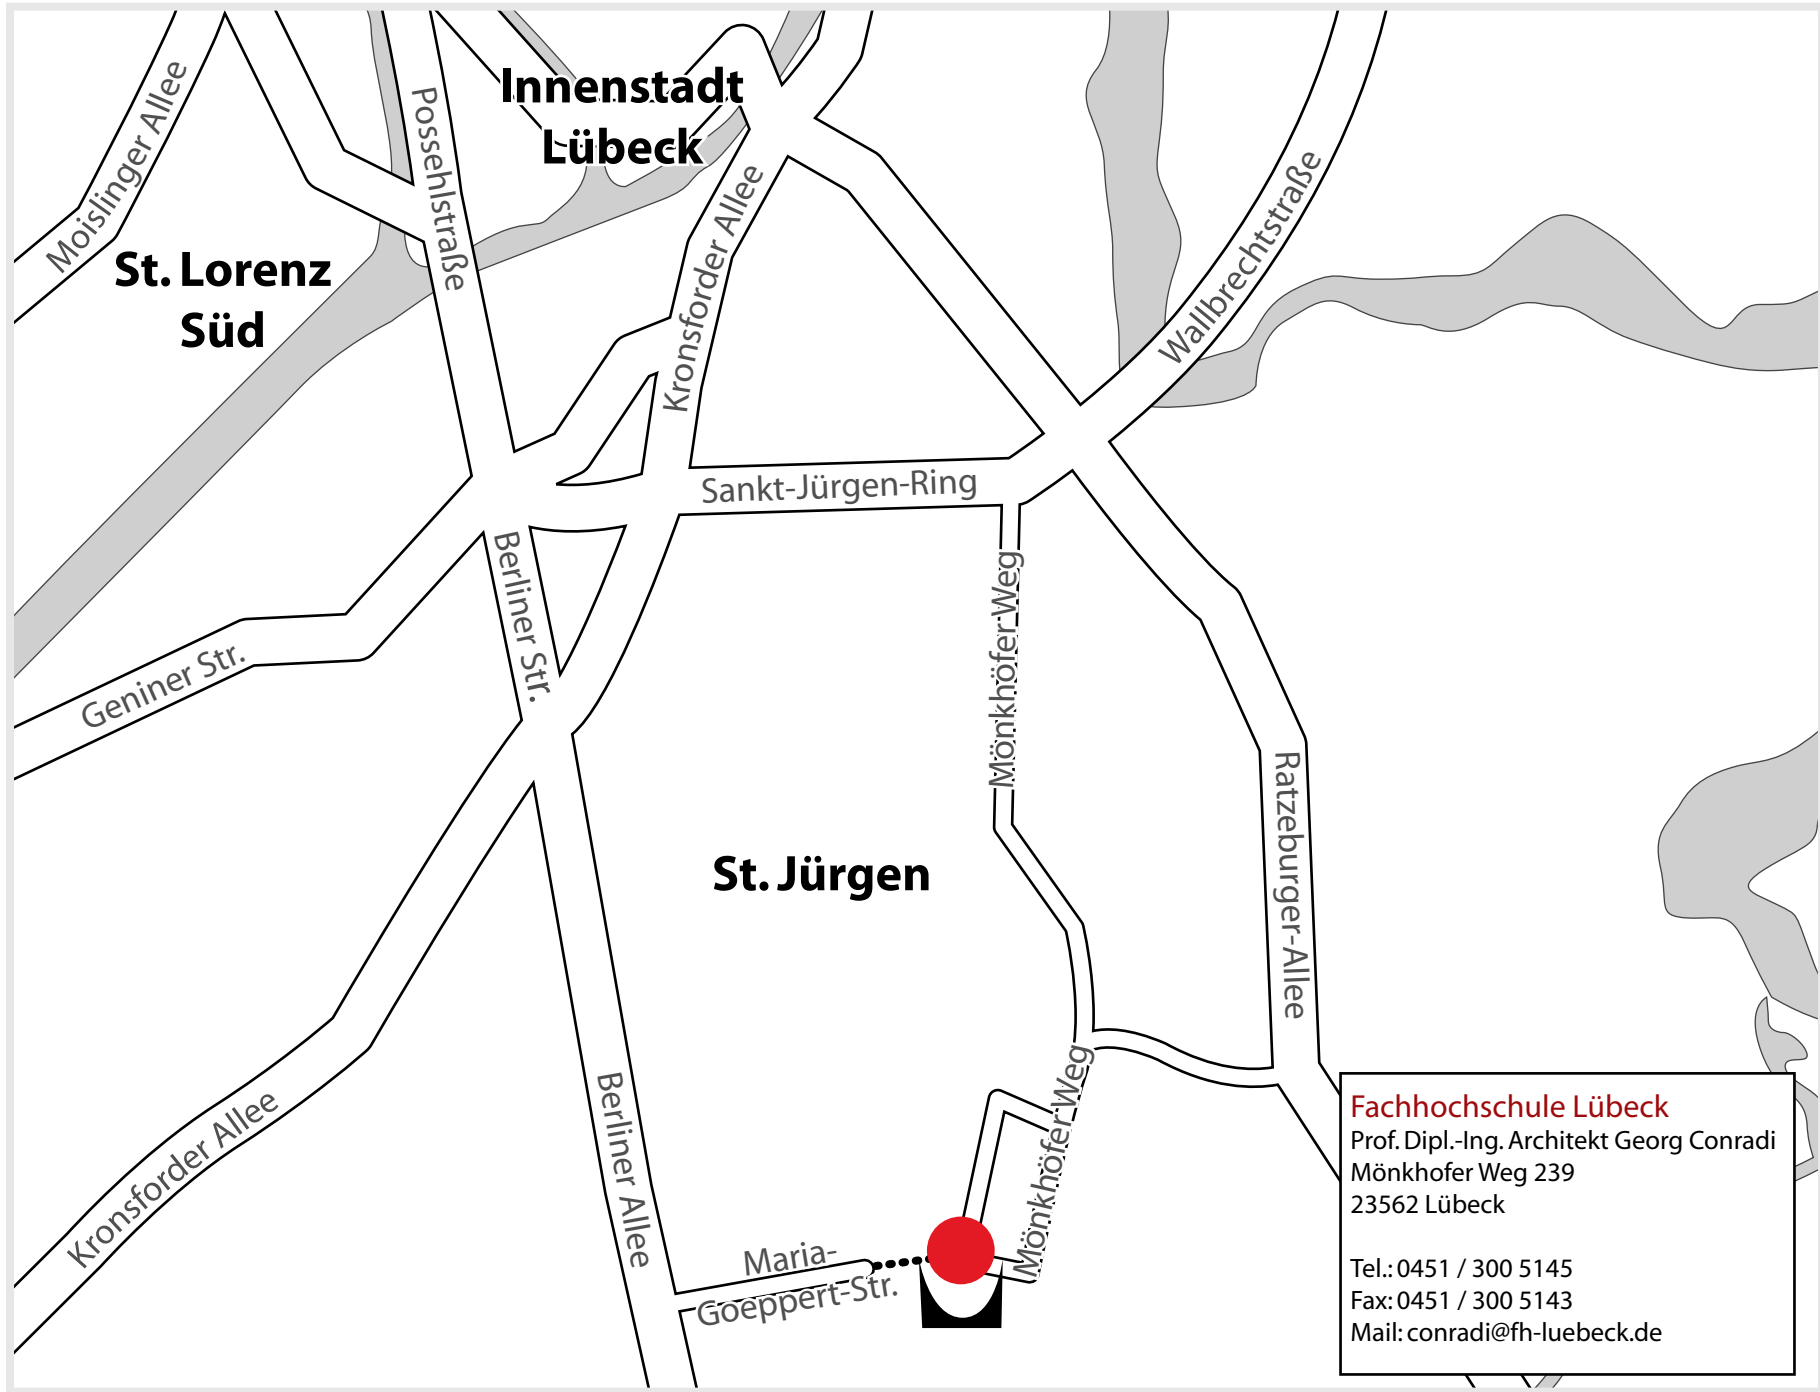 Moislinger Allee
Possehlstraße
Innenstadt
Lübeck
Kronsforder Allee
Wallbrechtstraße
St. Lorenz
Süd
Sankt-Jürgen-Ring
Berliner Str.
Mönkhöfer Weg
Geniner Str.
Ratzeburger-Allee
St. Jürgen
Kronsforder Allee
Berliner Allee
Mönkhöfer Weg
Maria-
Goeppert-Str.
Fachhochschule Lübeck
Prof. Dipl.-Ing. Architekt Georg Conradi
Mönkhofer Weg 239
23562 Lübeck
Tel.: 0451 / 300 5145
Fax: 0451 / 300 5143
Mail: conradi@fh-luebeck.de